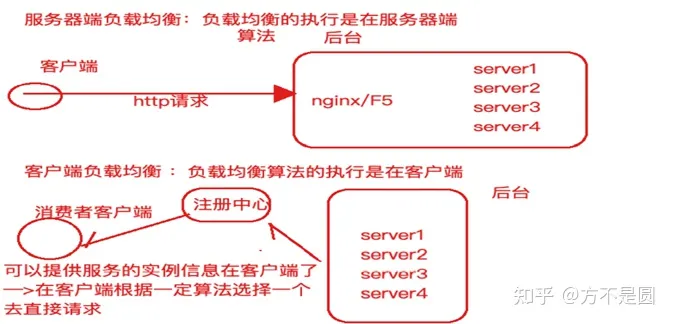 服务器端负载均衡：负载均衡的执行是在服务器端
算法
后台
客户端
http请求
nginx/F5
server1
server2
server3
server4
客户端负载均衡 ：负载均衡算法的执行是在客户端
后台
注册中心
消费者客户端
server1
server2
server3
server4
可以提供服务的实例信息在客户端了
—>在客户端根据一定算法选择一个
去直接请求
知乎 @方不是圆